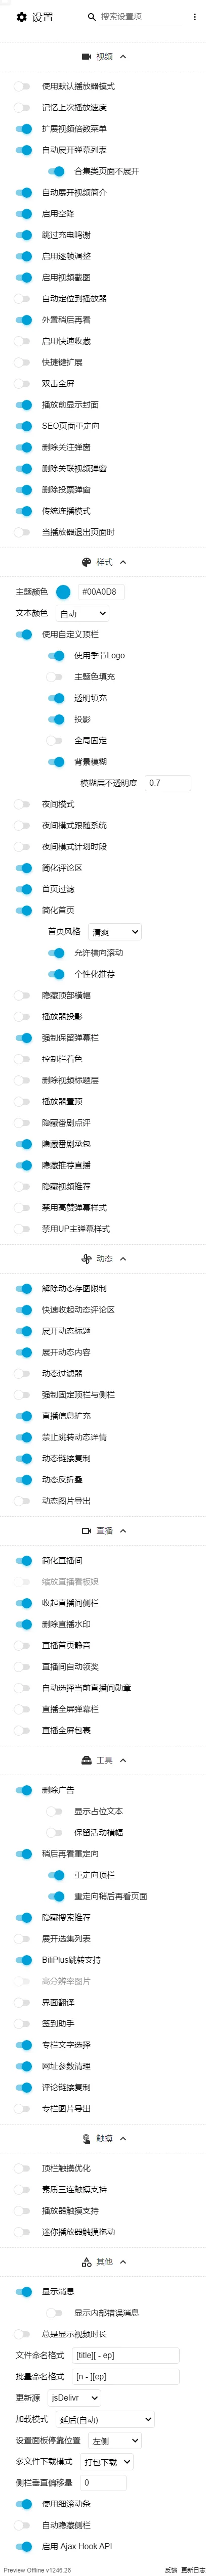 设置
搜索设置项
视频
使用默认播放器模式
记忆上次播放速度
扩展视频倍数菜单
自动展开弹幕列表
合集类页面不展开
自动展开视频简介
启用空降
跳过充电鸣谢
启用逐帧调整
启用视频截图
自动定位到播放器
外置稍后再看
启用快速收藏
快捷键扩展
双击全屏
播放前显示封面
SEO页面重定向
删除关注弹窗
删除关联视频弹窗
删除投票弹窗
传统连播模式
当播放器退出页面时
样式
主题颜色 #00A0D8
文本颜色 自动
使用自定义顶栏
使用季节Logo
主题色填充
透明填充
投影
全局固定
背景模糊
模糊层不透明度 0.7
夜间模式
夜间模式跟随系统
夜间模式计划时段
简化评论区
首页过滤
简化首页
首页风格 清爽
允许横向滚动
个性化推荐
隐藏顶部横幅
播放器投影
强制保留弹幕栏
控制栏着色
删除视频标题层
播放器置顶
隐藏番剧点评
隐藏番剧承包
隐藏推荐直播
隐藏视频推荐
禁用高赞弹幕样式
禁用UP主弹幕样式
动态
解除动态存图限制
快速收起动态评论区
展开动态标题
展开动态内容
动态过滤器
强制固定顶栏与侧栏
直播信息扩充
禁止跳转动态详情
动态链接复制
动态反折叠
动态图片导出
直播
简化直播间
缩放直播看板娘
收起直播间侧栏
删除直播水印
直播首页静音
直播间自动领奖
自动选择当前直播间勋章
直播全屏弹幕栏
直播全屏包裹
工具
删除广告
显示占位文本
保留活动横幅
稍后再看重定向
重定向顶栏
重定向稍后再看页面
隐藏搜索推荐
展开选集列表
BiliPlus跳转支持
高分辨率图片
界面翻译
签到助手
专栏文字选择
网址参数清理
评论链接复制
专栏图片导出
触摸
顶栏触摸优化
素质三连触摸支持
播放器触摸支持
迷你播放器触摸拖动
其他
显示消息
显示内部错误消息
总是显示视频时长
文件命名格式 [title][ - ep]
批量命名格式 [n - ][ep]
更新源 jsDelivr
加载模式 延后(自动)
设置面板停靠位置 左侧
多文件下载模式 打包下载
侧栏垂直偏移量 0
使用细滚动条
自动隐藏侧栏
启用 Ajax Hook API
Preview Offline v1246.26 反馈 更新日志